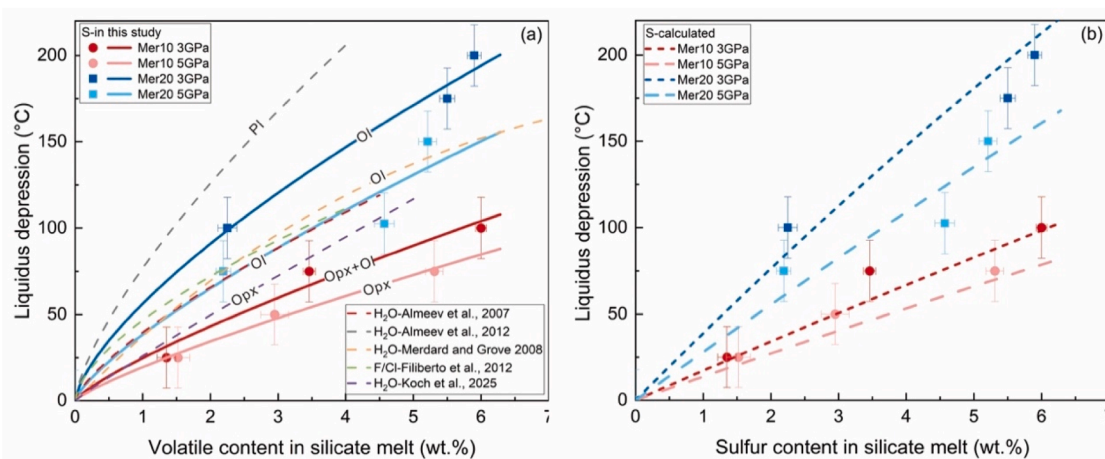 S-in this study
Mer10 3GPa
Mer10 5GPa
Mer20 3GPa
Mer20 5GPa
(a)
Pl
Ol
Ol
Ol
Opx
Opx+Ol
Opx
H₂O-Almeev et al., 2007
H₂O-Almeev et al., 2012
H₂O-Merdard and Grove 2008
F/Cl-Filiberto et al., 2012
H₂O-Koch et al., 2025
Liquidus depression (°C)
200
150
100
50
0
0 1 2 3 4 5 6 7
Volatile content in silicate melt (wt.%)
S-calculated
Mer10 3GPa
Mer10 5GPa
Mer20 3GPa
Mer20 5GPa
(b)
Liquidus depression (°C)
200
150
100
50
0
0 1 2 3 4 5 6
Sulfur content in silicate melt (wt.%)